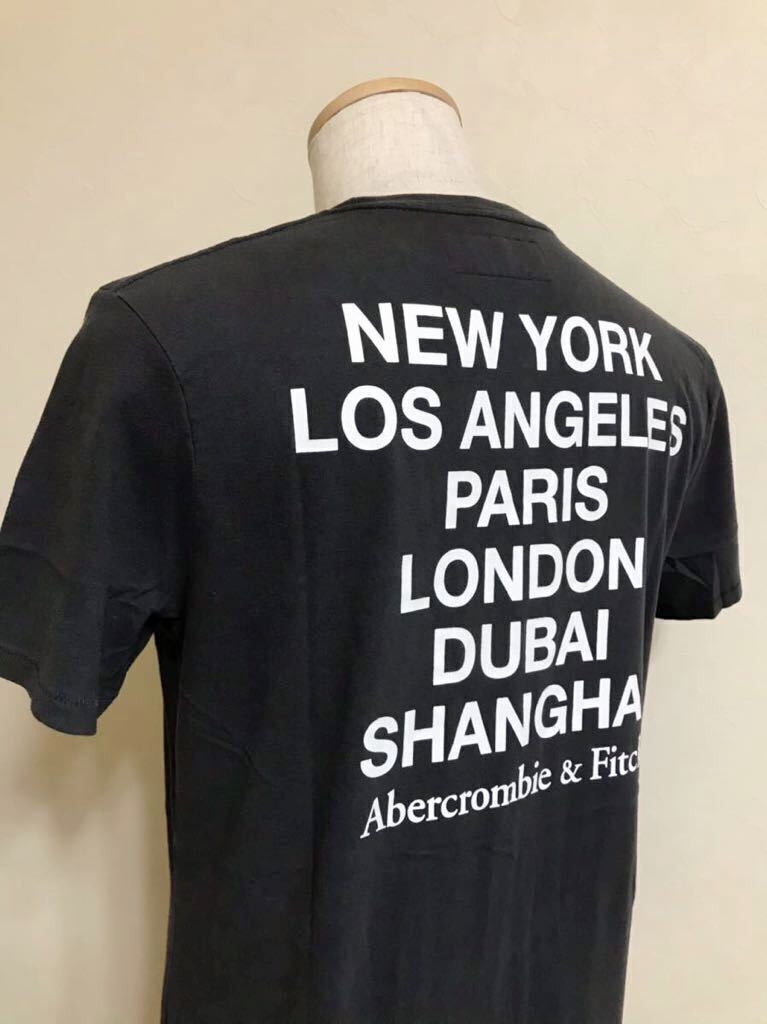 NEW YORK
LOS ANGELES
PARIS
LONDON
DUBAI
SHANGHA
Abercrombie & Fitc